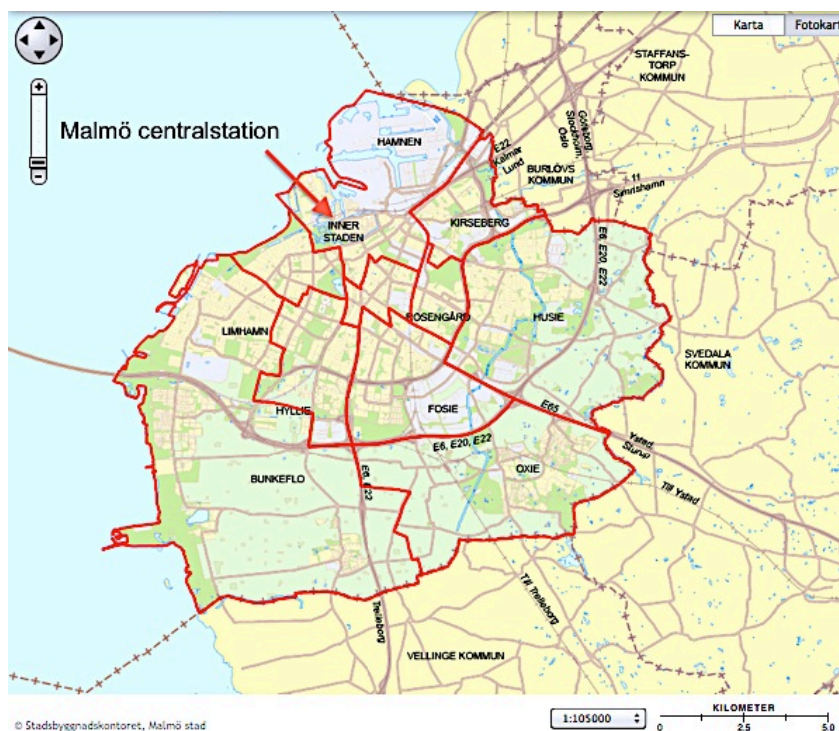 Karta
Fotokart
STAFFANS-
TORP
KOMMUN
Malmö centralstation
HAMNEN
Göteborg
Stockholm,
Oslo
E22
Kalmar
Lund
BURLÖVS
KOMMUN
11
Simrishamn
INNER
STADEN
KIRSEBERG
E6, E20, E22
LIMHAMN
ROSENGÅRD
HUSIE
SVEDALA
KOMMUN
HYLLIE
FOSIE
E65
E6, E20, E22
Ystad,
Sturup
BUNKEFLO
E6, E22
OXIE
Till Ystad
Till Trelleborg
Trelleborg
VELLINGE KOMMUN
© Stadsbyggnadskontoret, Malmö stad
1:105000
KILOMETER
0
2.5
5.0